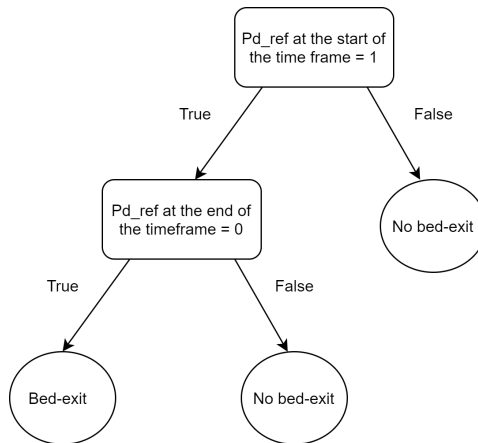 Pd_ref at the start of
the time frame = 1
True
False
Pd_ref at the end of
the timeframe = 0
No bed-exit
True
False
Bed-exit
No bed-exit